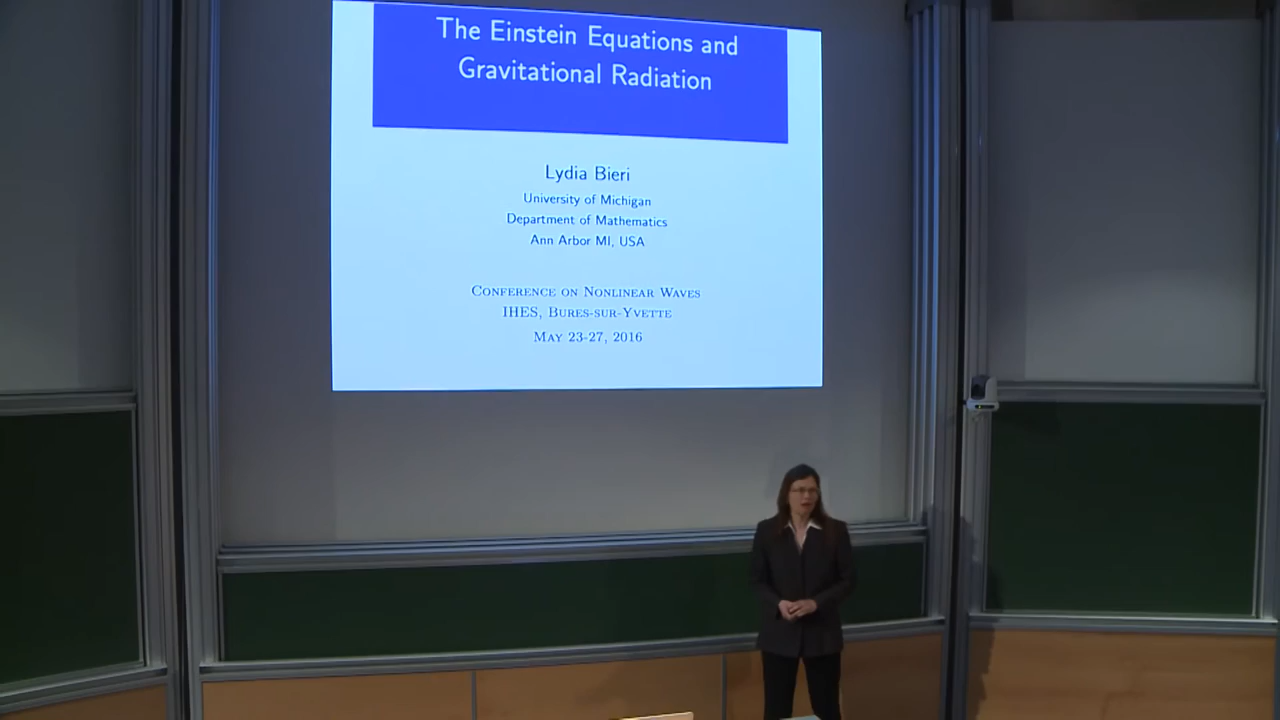 The Einstein Equations and
Gravitational Radiation
Lydia Bieri
University of Michigan
Department of Mathematics
Ann Arbor MI, USA
Conference on Nonlinear Waves
IHES, Bures-sur-Yvette
May 23-27, 2016